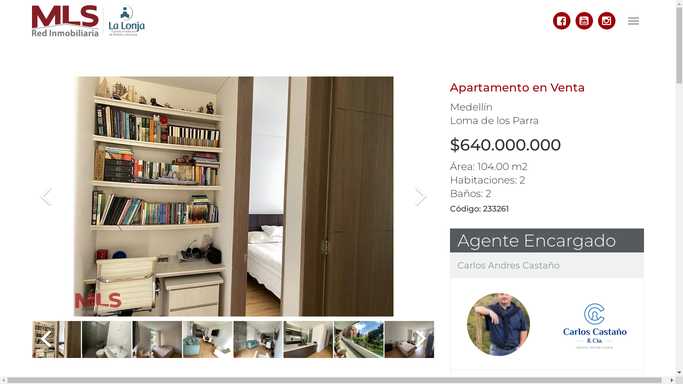 MLS
Red Inmobiliaria
La Lonja
Apartamento en Venta
Medellín
Loma de los Parra
$640.000.000
Área: 104.00 m2
Habitaciones: 2
Baños: 2
Código: 233261
MLS
Agente Encargado
Carlos Andres Castaño
Carlos Castaño
& Cía.